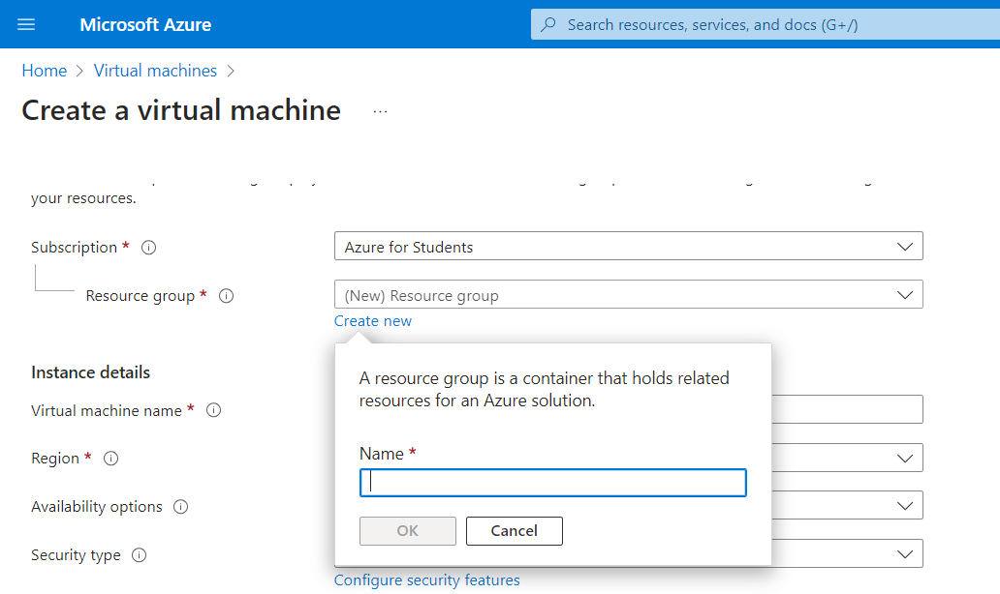 Microsoft Azure
Search resources, services, and docs (G+/)
Home > Virtual machines >
Create a virtual machine ...
your resources.
Subscription *
Azure for Students
Resource group *
(New) Resource group
Create new
A resource group is a container that holds related
resources for an Azure solution.
Name *
OK
Cancel
Instance details
Virtual machine name *
Region *
Availability options
Security type
Configure security features